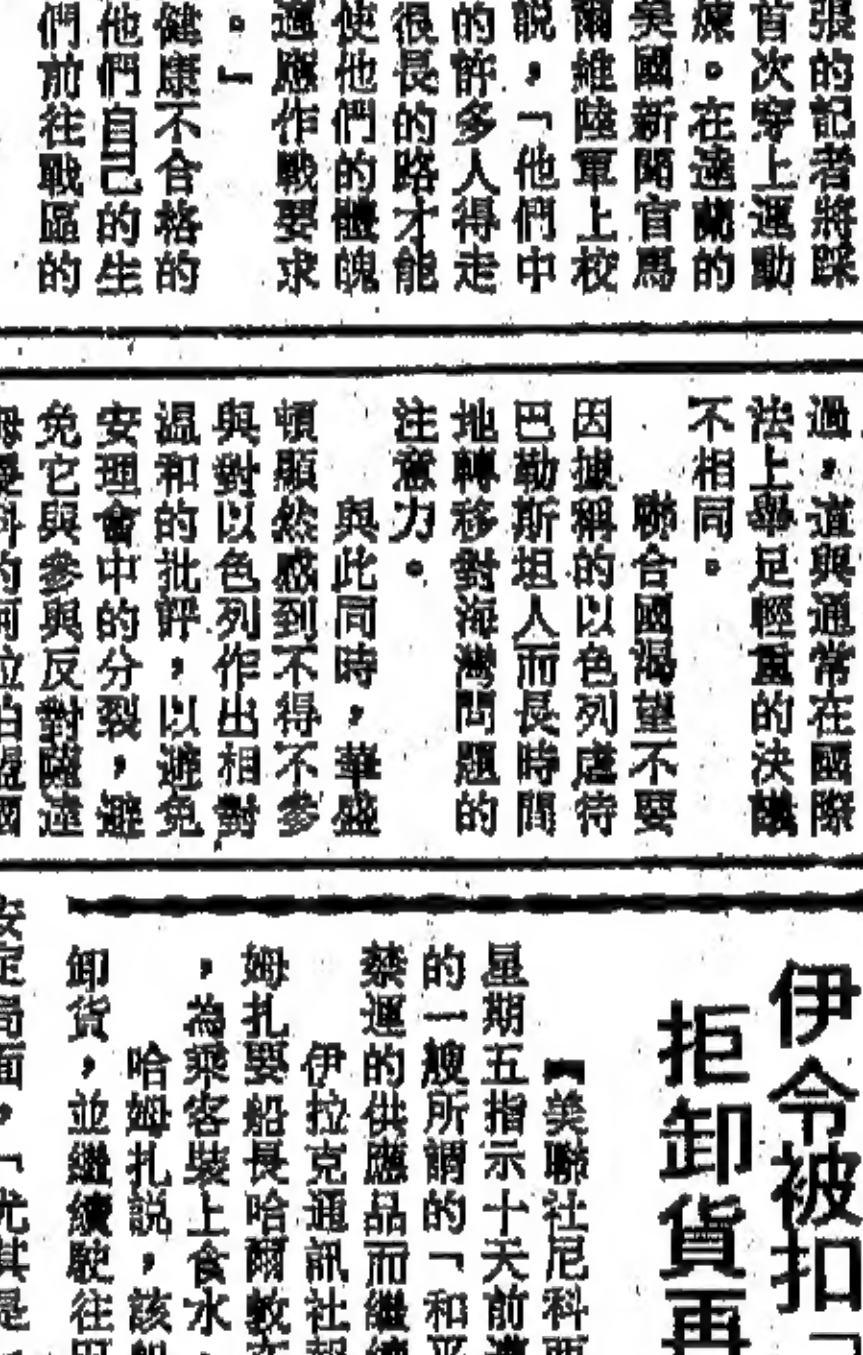 張的記者將踩
首次穿上運動
療。在遠蘭的
美國新聞官馬
爾維陸軍上校
説,「他們中
的許多人得走
很長的路才能
使他們的體魄
適應作戰要求
。」
健康不合格的
他們自己的生
們前往戰區的
過,道與通常在國際
法上舉足輕重的決議
不相同。
聯合國渴望不要
因據稱的以色列虐待
巴勒斯坦人而長時間
地轉移對海灣問題的
注意力。
與此同時,華盛
頓顯然感到不得不參
與對以色列作出相對
温和的批評,以避免
安理會中的分裂,避
免它與參與反對薩達
伊令被扣「
拒卸貨再
【美聯社尼科西
星期五指示十天前遭
的一艘所謂的「和平
禁運的供應品而繼續
伊拉克通訊社報
姆扎要船長哈爾敦
,為乘客裝上食水
哈姆扎説,該船
卸貨,並繼續駛往
安定局面,「尤其是